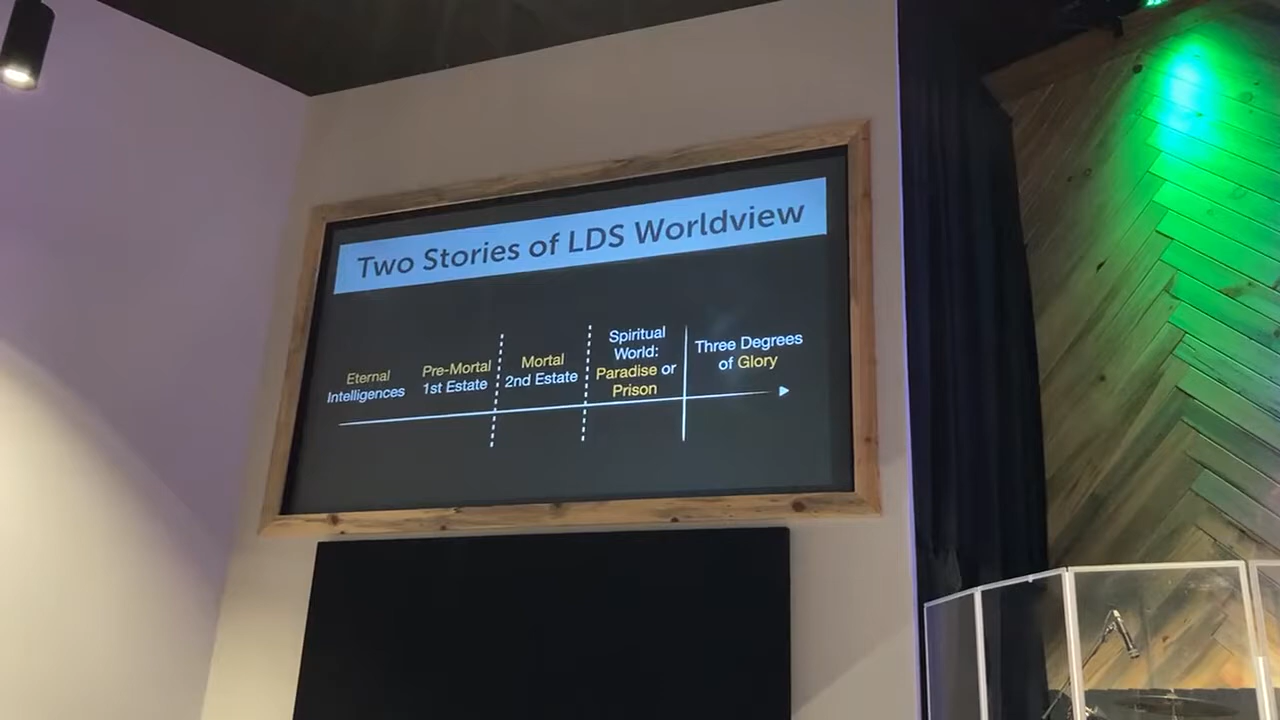 Two Stories of LDS Worldview
Eternal
Intelligences
Pre-Mortal
1st Estate
Mortal
2nd Estate
Spiritual
World:
Paradise or
Prison
Three Degrees
of Glory